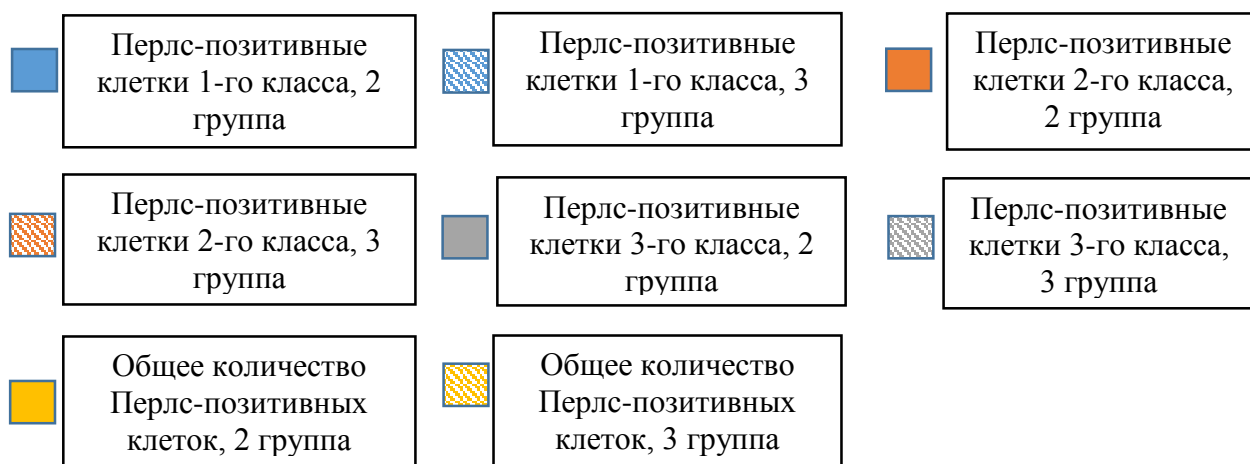 Перлс-позитивные
клетки 1-го класса, 2
группа
Перлс-позитивные
клетки 1-го класса, 3
группа
Перлс-позитивные
клетки 2-го класса,
2 группа
Перлс-позитивные
клетки 2-го класса, 3
группа
Перлс-позитивные
клетки 3-го класса, 2
группа
Перлс-позитивные
клетки 3-го класса,
3 группа
Общее количество
Перлс-позитивных
клеток, 2 группа
Общее количество
Перлс-позитивных
клеток, 3 группа